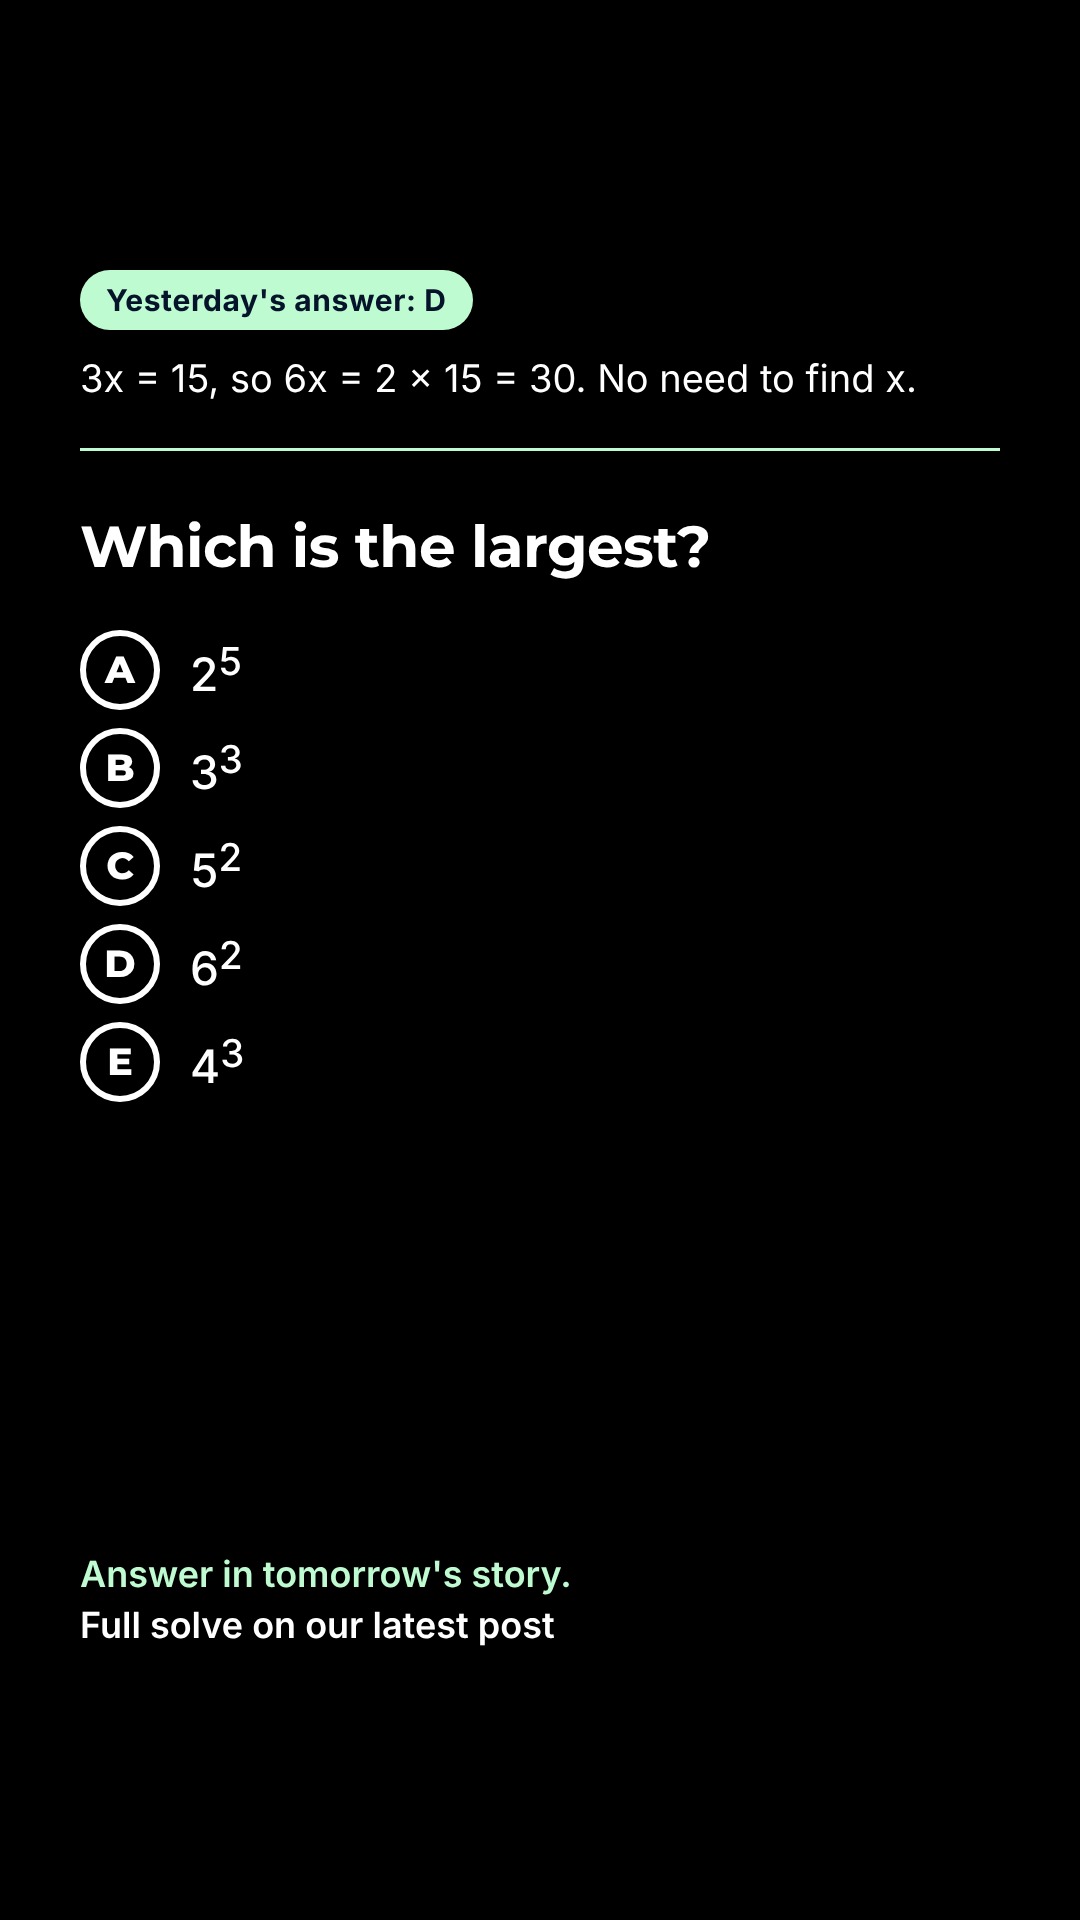 Yesterday's answer: D
3x = 15, so 6x = 2 × 15 = 30. No need to find x.
Which is the largest?
A 2⁵
B 3³
C 5²
D 6²
E 4³
Answer in tomorrow's story.
Full solve on our latest post